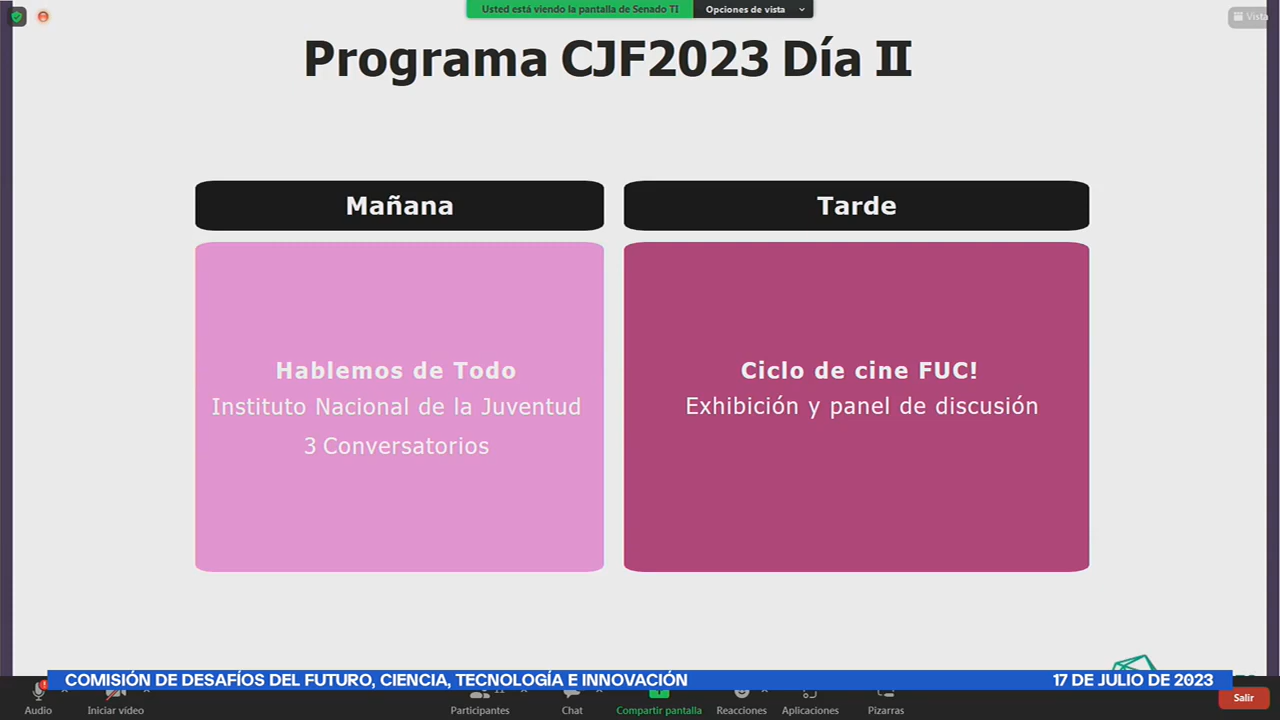 Usted está viendo la pantalla de Senado TI
Opciones de vista
Vista
Programa CJF2023 Día II
Mañana
Tarde
Hablemos de Todo
Instituto Nacional de la Juventud
3 Conversatorios
Ciclo de cine FUC!
Exhibición y panel de discusión
COMISIÓN DE DESAFÍOS DEL FUTURO, CIENCIA, TECNOLOGÍA E INNOVACIÓN
17 DE JULIO DE 2023
Audio
Iniciar vídeo
Participantes
Chat
Compartir pantalla
Reacciones
Aplicaciones
Pizarras
Salir